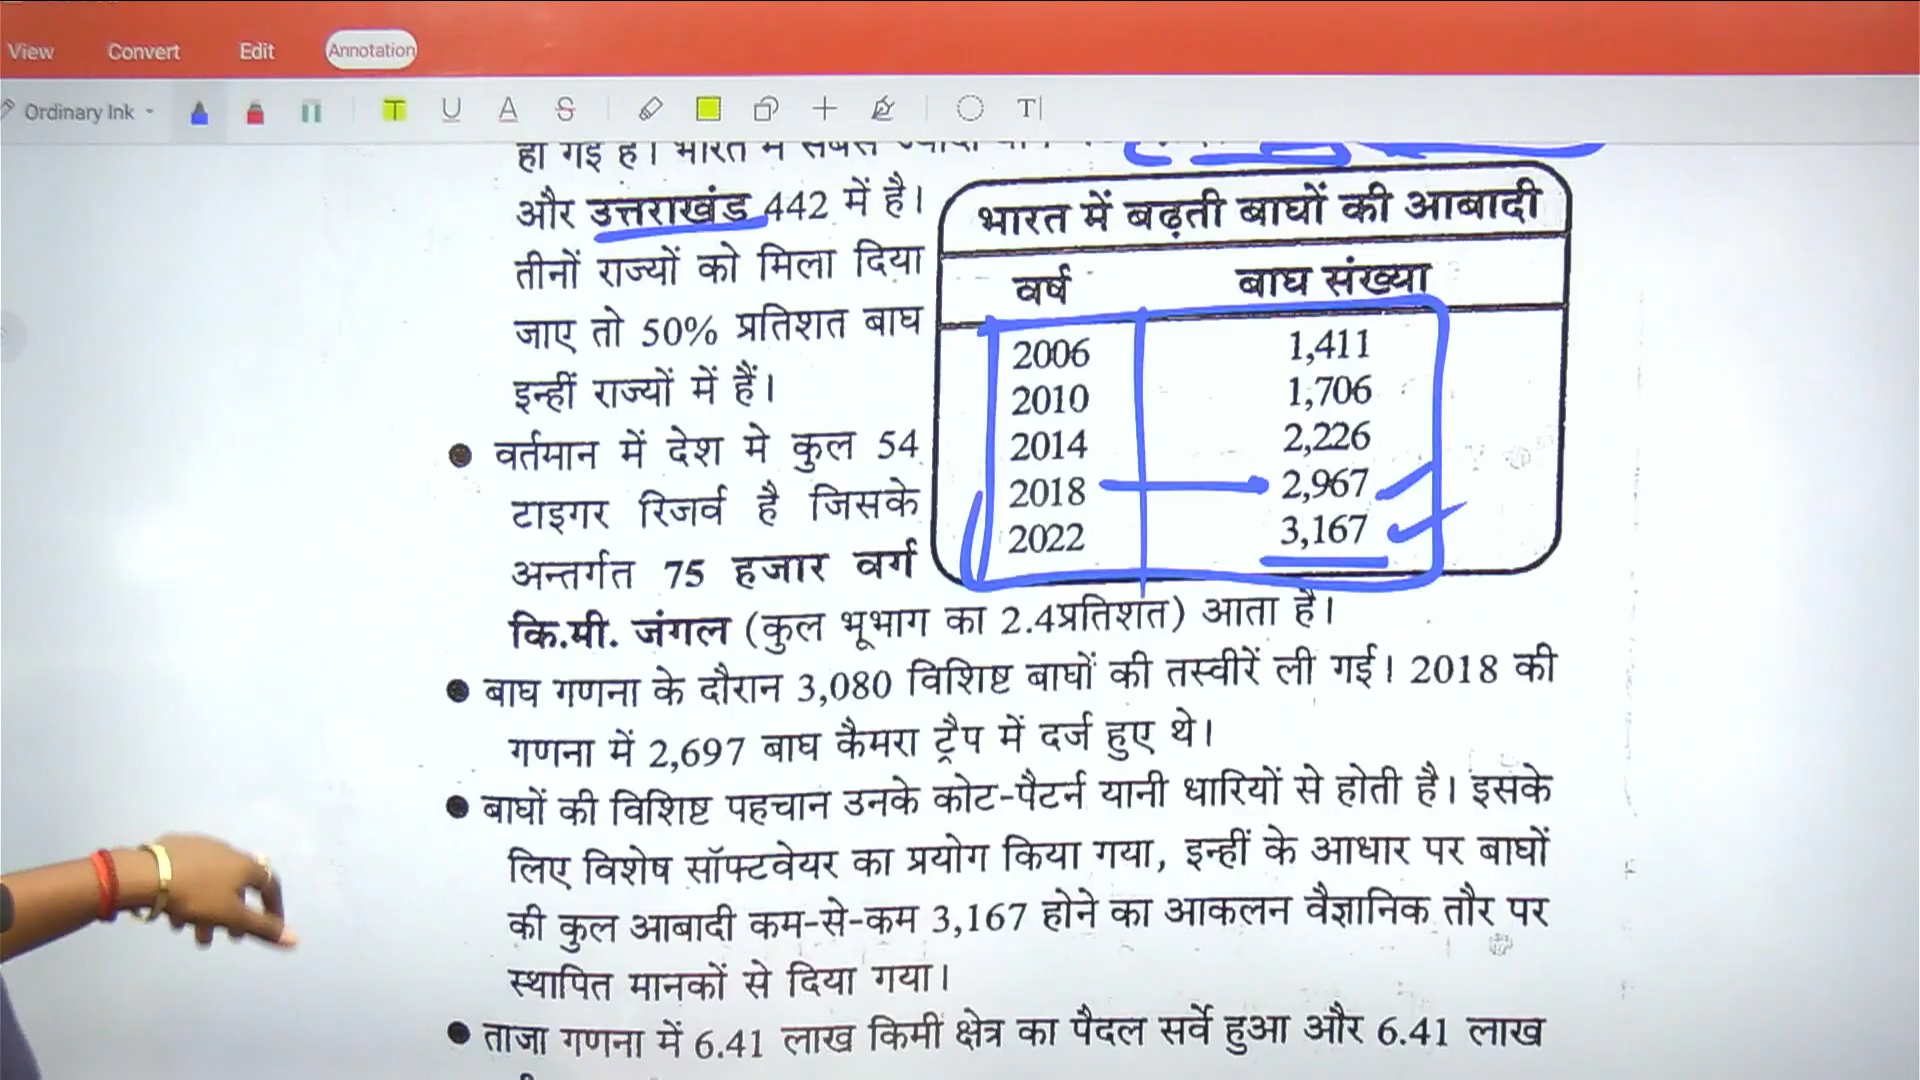 View Convert Edit Annotation
Ordinary Ink
और उत्तराखंड 442 में है।
तीनों राज्यों को मिला दिया
जाए तो 50% प्रतिशत बाघ
इन्हीं राज्यों में हैं।
● वर्तमान में देश मे कुल 54
टाइगर रिजर्व है जिसके
अन्तर्गत 75 हजार वर्ग
कि.मी. जंगल (कुल भूभाग का 2.4प्रतिशत) आता है।
भारत में बढ़ती बाघों की आबादी
वर्ष बाघ संख्या
2006 1,411
2010 1,706
2014 2,226
2018 2,967
2022 3,167
● बाघ गणना के दौरान 3,080 विशिष्ट बाघों की तस्वीरें ली गई। 2018 की
गणना में 2,697 बाघ कैमरा ट्रैप में दर्ज हुए थे।
● बाघों की विशिष्ट पहचान उनके कोट-पैटर्न यानी धारियों से होती है। इसके
लिए विशेष सॉफ्टवेयर का प्रयोग किया गया, इन्हीं के आधार पर बाघों
की कुल आबादी कम-से-कम 3,167 होने का आकलन वैज्ञानिक तौर पर
स्थापित मानकों से दिया गया।
● ताजा गणना में 6.41 लाख किमी क्षेत्र का पैदल सर्वे हुआ और 6.41 लाख